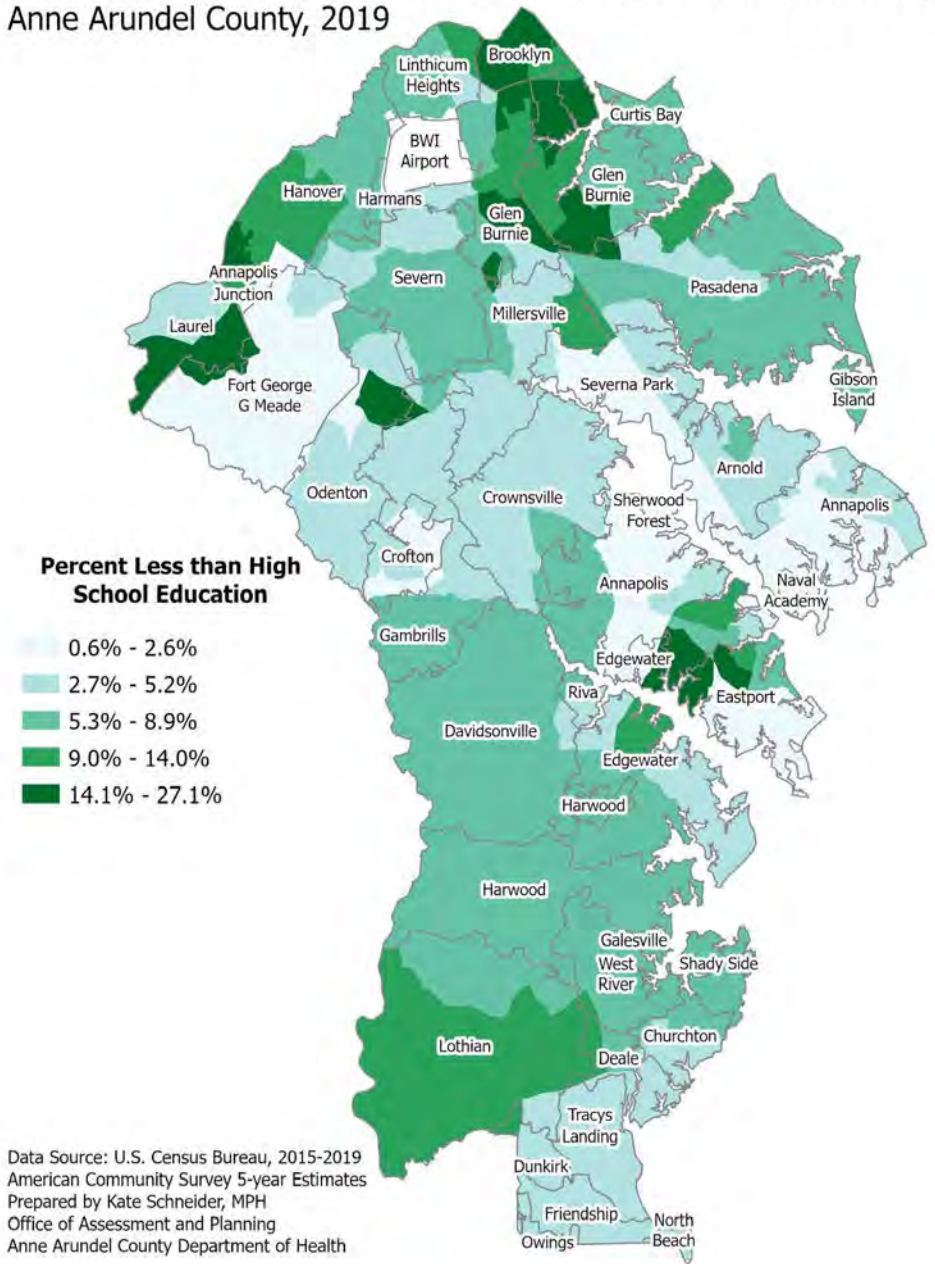 Anne Arundel County, 2019
Brooklyn
Linthicum
Heights
Curtis Bay
BWI
Airport
Glen
Burnie
Hanover
Harmans
Glen
Burnie
Annapolis
Junction
Severn
Pasadena
Millersville
Laurel
Fort George
G Meade
Severna Park
Gibson
Island
Arnold
Odenton
Crownsville
Sherwood
Forest
Annapolis
Crofton
Annapolis
Naval
Academy
Percent Less than High
School Education
0.6% - 2.6%
2.7% - 5.2%
5.3% - 8.9%
9.0% - 14.0%
14.1% - 27.1%
Gambrills
Edgewater
Riva
Eastport
Davidsonville
Edgewater
Harwood
Harwood
Galesville
West
River
Shady Side
Churchton
Lothian
Deale
Tracys
Landing
Dunkirk
Friendship
North
Beach
Owings
Data Source: U.S. Census Bureau, 2015-2019
American Community Survey 5-year Estimates
Prepared by Kate Schneider, MPH
Office of Assessment and Planning
Anne Arundel County Department of Health